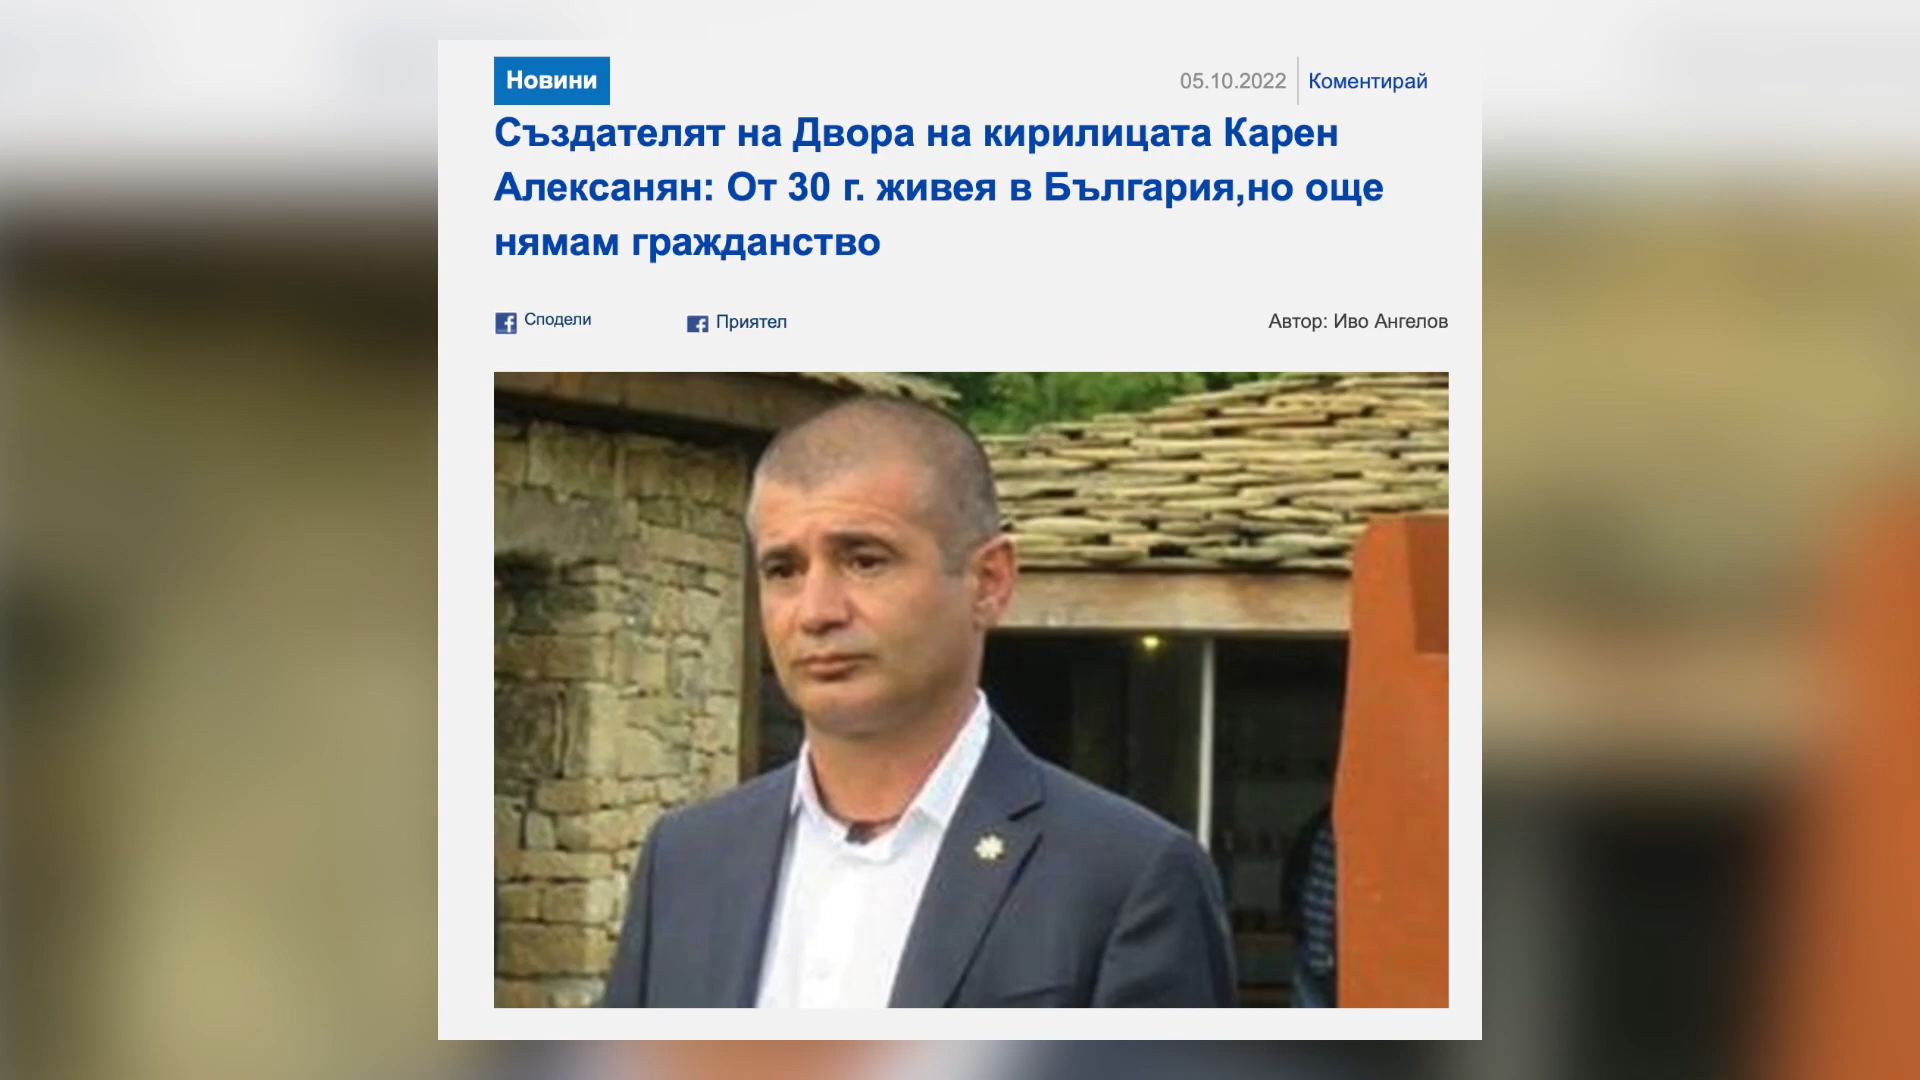 Новини
05.10.2022
Коментирай
Създателят на Двора на кирилицата Карен
Алексанян: От 30 г. живея в България,но още
нямам гражданство
Сподели
Приятел
Автор: Иво Ангелов